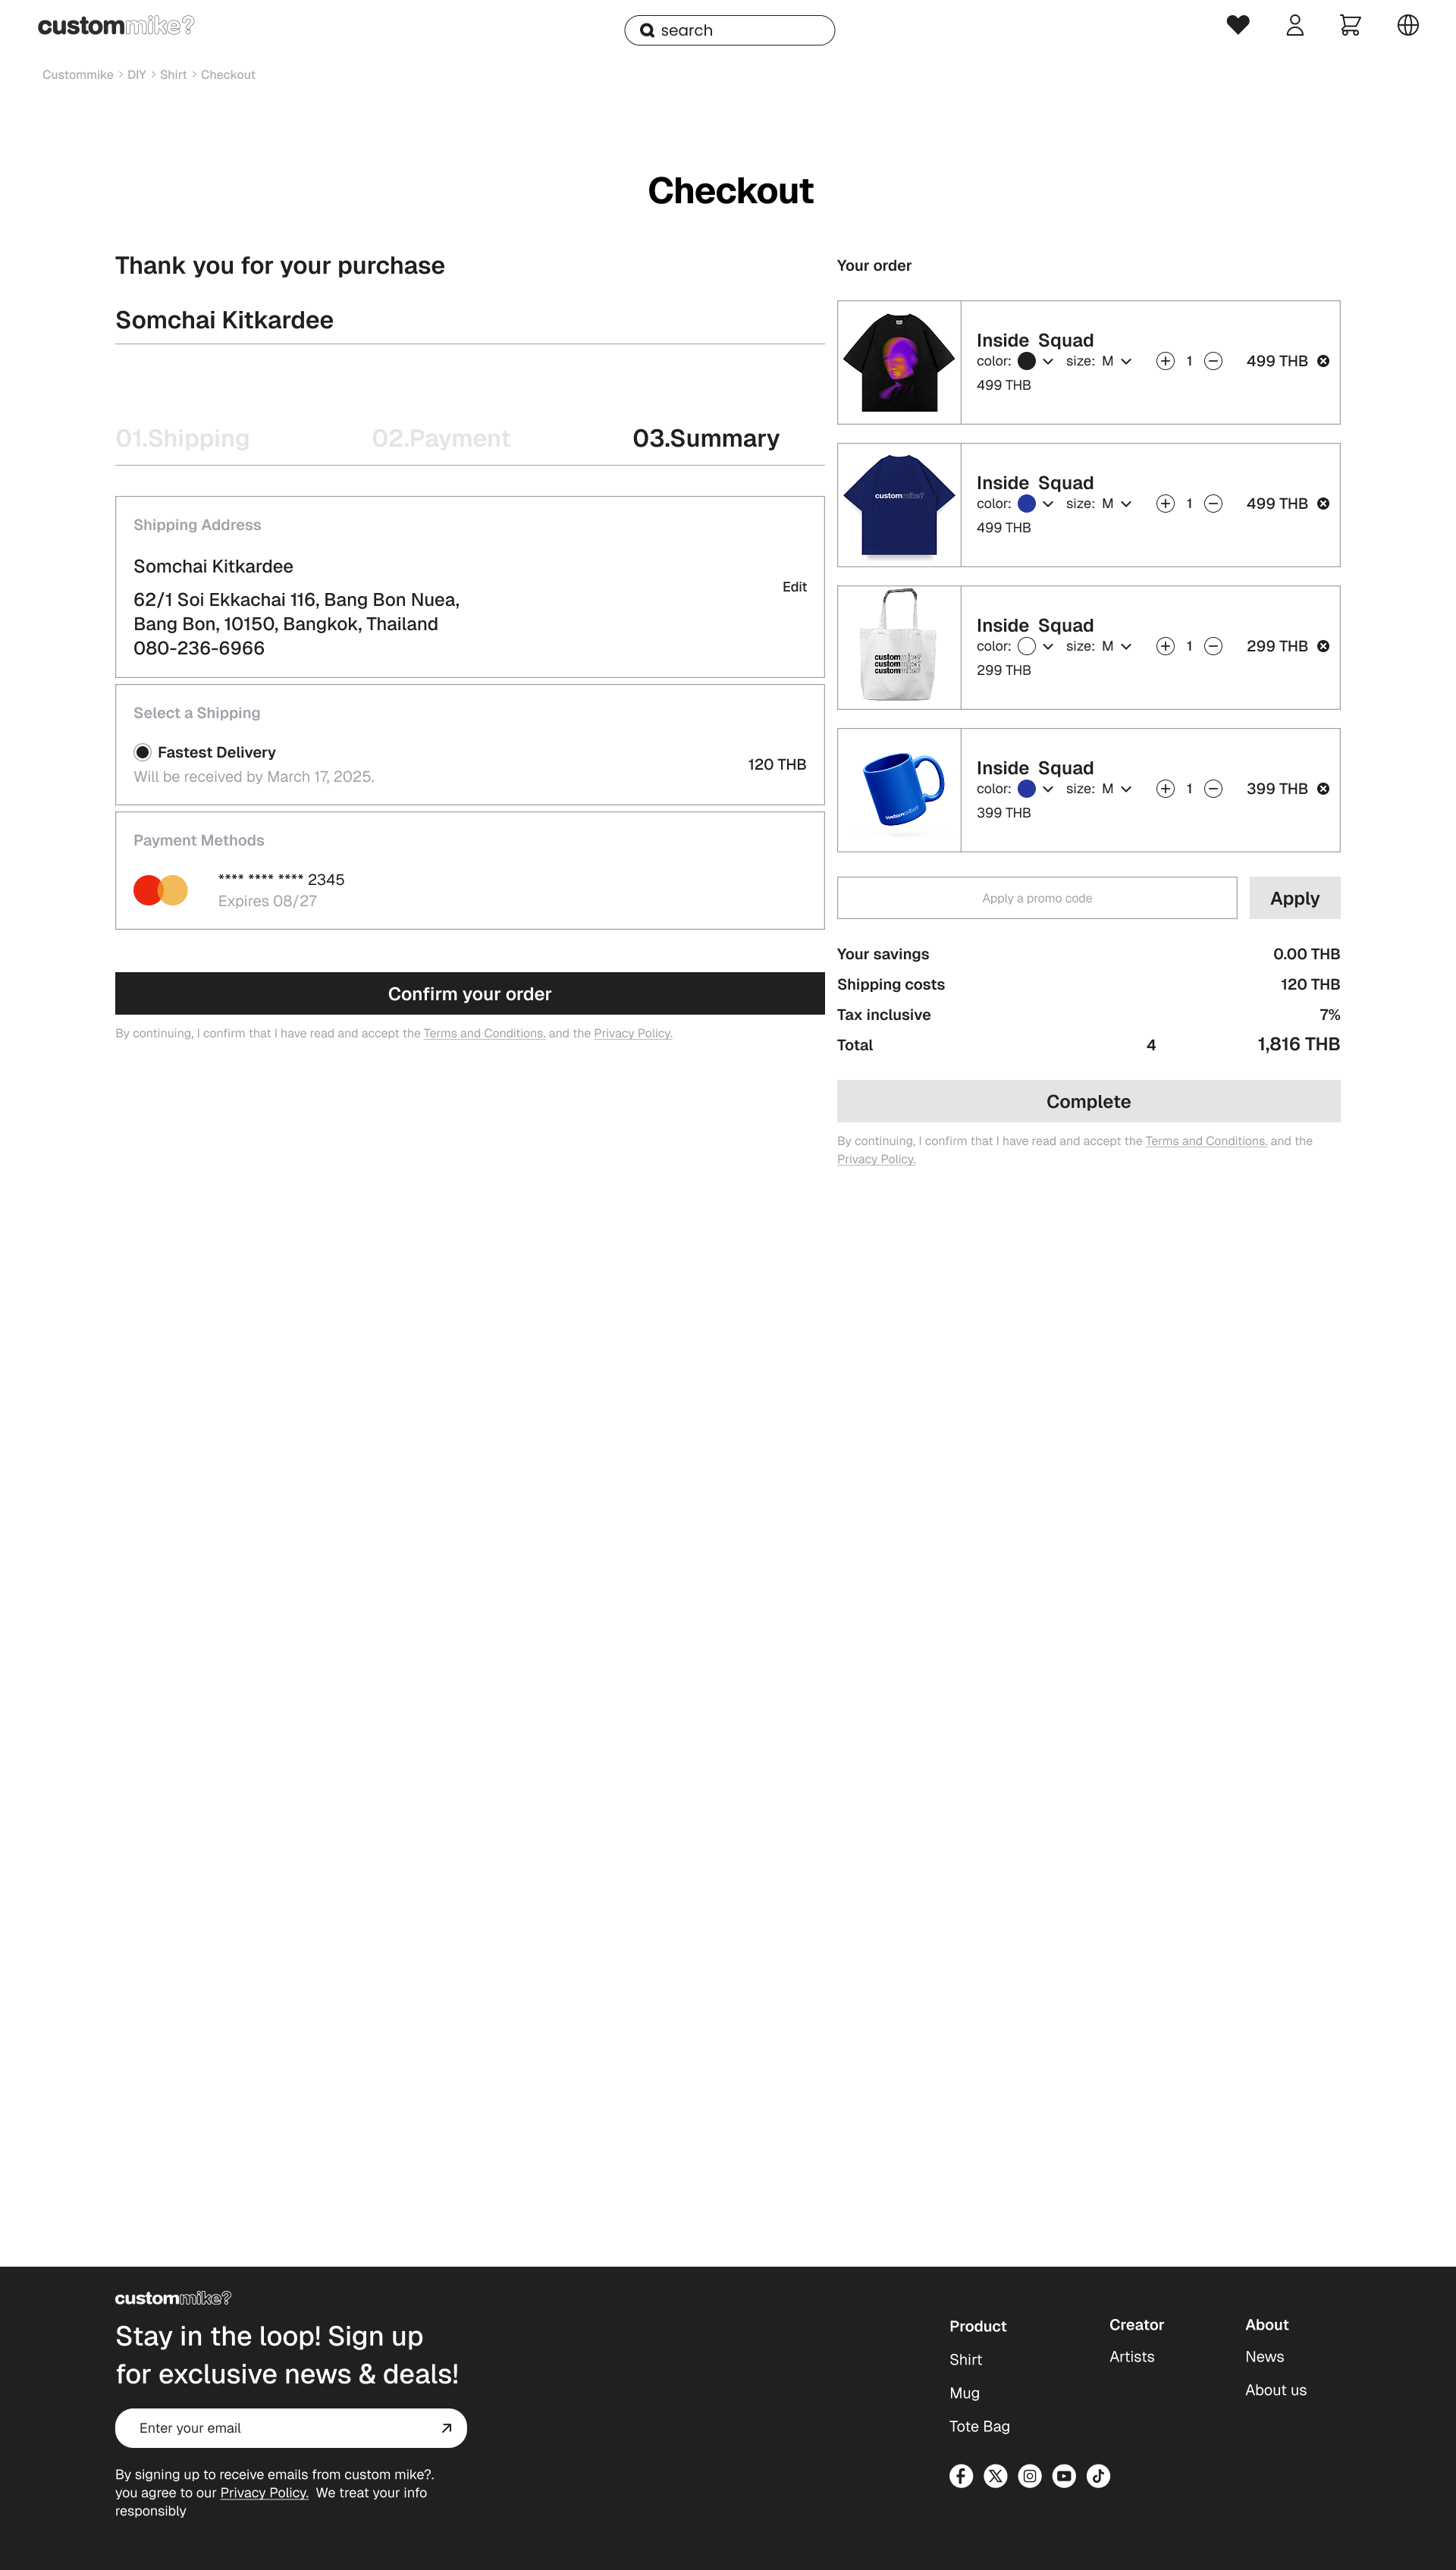 custommike?
search
Custommike > DIY > Shirt > Checkout
Checkout
Thank you for your purchase
Somchai Kitkardee
01.Shipping 02.Payment 03.Summary
Shipping Address
Somchai Kitkardee
62/1 Soi Ekkachai 116, Bang Bon Nuea,
Bang Bon, 10150, Bangkok, Thailand
080-236-6966
Edit
Select a Shipping
Fastest Delivery
Will be received by March 17, 2025.
120 THB
Payment Methods
**** **** **** 2345
Expires 08/27
Confirm your order
By continuing, I confirm that I have read and accept the Terms and Conditions. and the Privacy Policy.
Your order
Inside Squad
color: size: M 1 499 THB
499 THB
custommike?
Inside Squad
color: size: M 1 499 THB
499 THB
custommike?
custommike?
custommike?
Inside Squad
color: size: M 1 299 THB
299 THB
custommike?
Inside Squad
color: size: M 1 399 THB
399 THB
Apply a promo code
Apply
Your savings 0.00 THB
Shipping costs 120 THB
Tax inclusive 7%
Total 4 1,816 THB
Complete
By continuing, I confirm that I have read and accept the Terms and Conditions. and the
Privacy Policy.
custommike?
Stay in the loop! Sign up
for exclusive news & deals!
Enter your email
By signing up to receive emails from custom mike?.
you agree to our Privacy Policy. We treat your info
responsibly
Product
Shirt
Mug
Tote Bag
Creator
Artists
About
News
About us